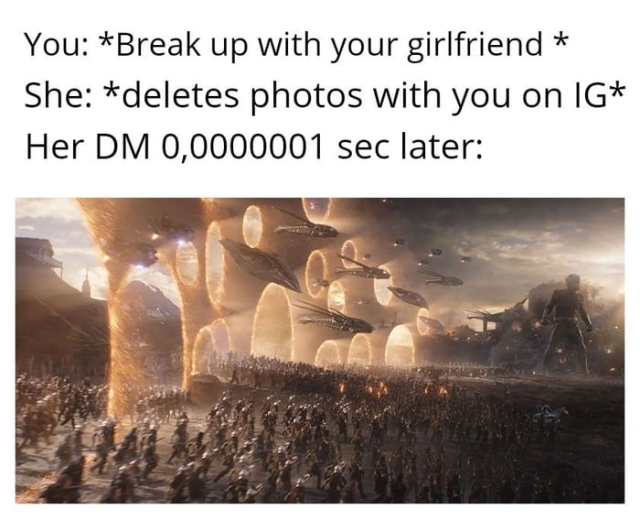 You: *Break up with your girlfriend *
She: *deletes photos with you on IG*
Her DM 0,0000001 sec later: